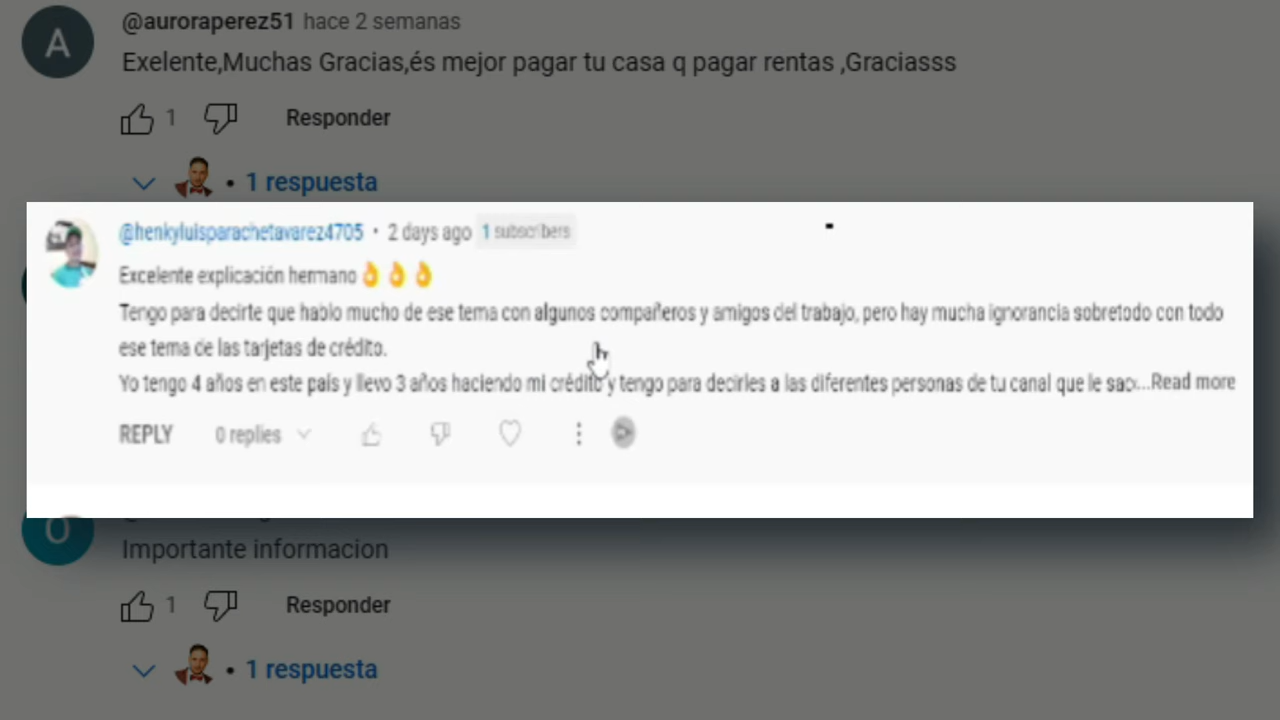 A @auroraperez51 hace 2 semanas
Exelente,Muchas Gracias,és mejor pagar tu casa q pagar rentas ,Graciasss
1 Responder
• 1 respuesta
@henkyluisparachetavarez4705 • 2 days ago 1 subscribers
Excelente explicación hermano👌👌👌
Tengo para decirte que hablo mucho de ese tema con algunos compañeros y amigos del trabajo, pero hay mucha ignorancia sobretodo con todo
ese tema de las tarjetas de crédito.
Yo tengo 4 años en este país y llevo 3 años haciendo mi crédito y tengo para decirles a las diferentes personas de tu canal que le sac...Read more
REPLY 0 replies
O
Importante informacion
1 Responder
• 1 respuesta